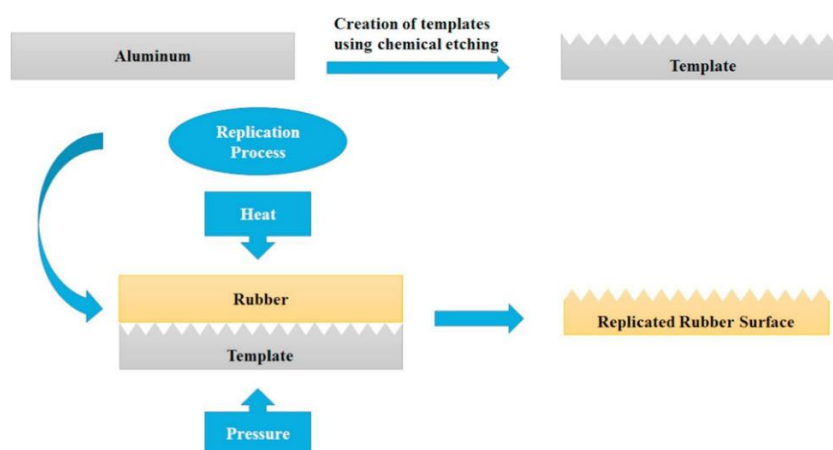 Creation of templates
using chemical etching
Aluminum
Template
Replication
Process
Heat
Rubber
Template
Replicated Rubber Surface
Pressure